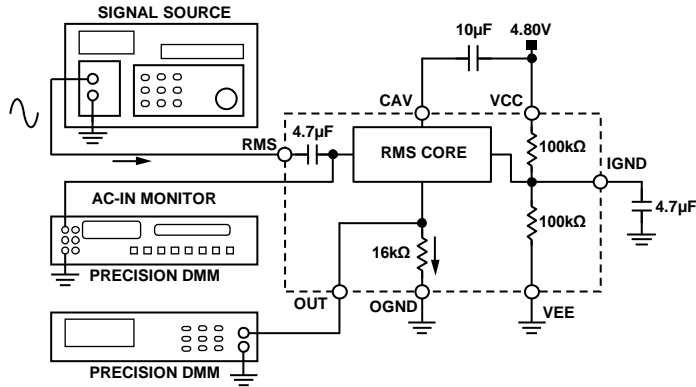 SIGNAL SOURCE
10µF
4.80V
CAV
VCC
4.7µF
RMS
RMS CORE
100kΩ
IGND
AC-IN MONITOR
4.7µF
100kΩ
16kΩ
PRECISION DMM
OUT
OGND
VEE
PRECISION DMM